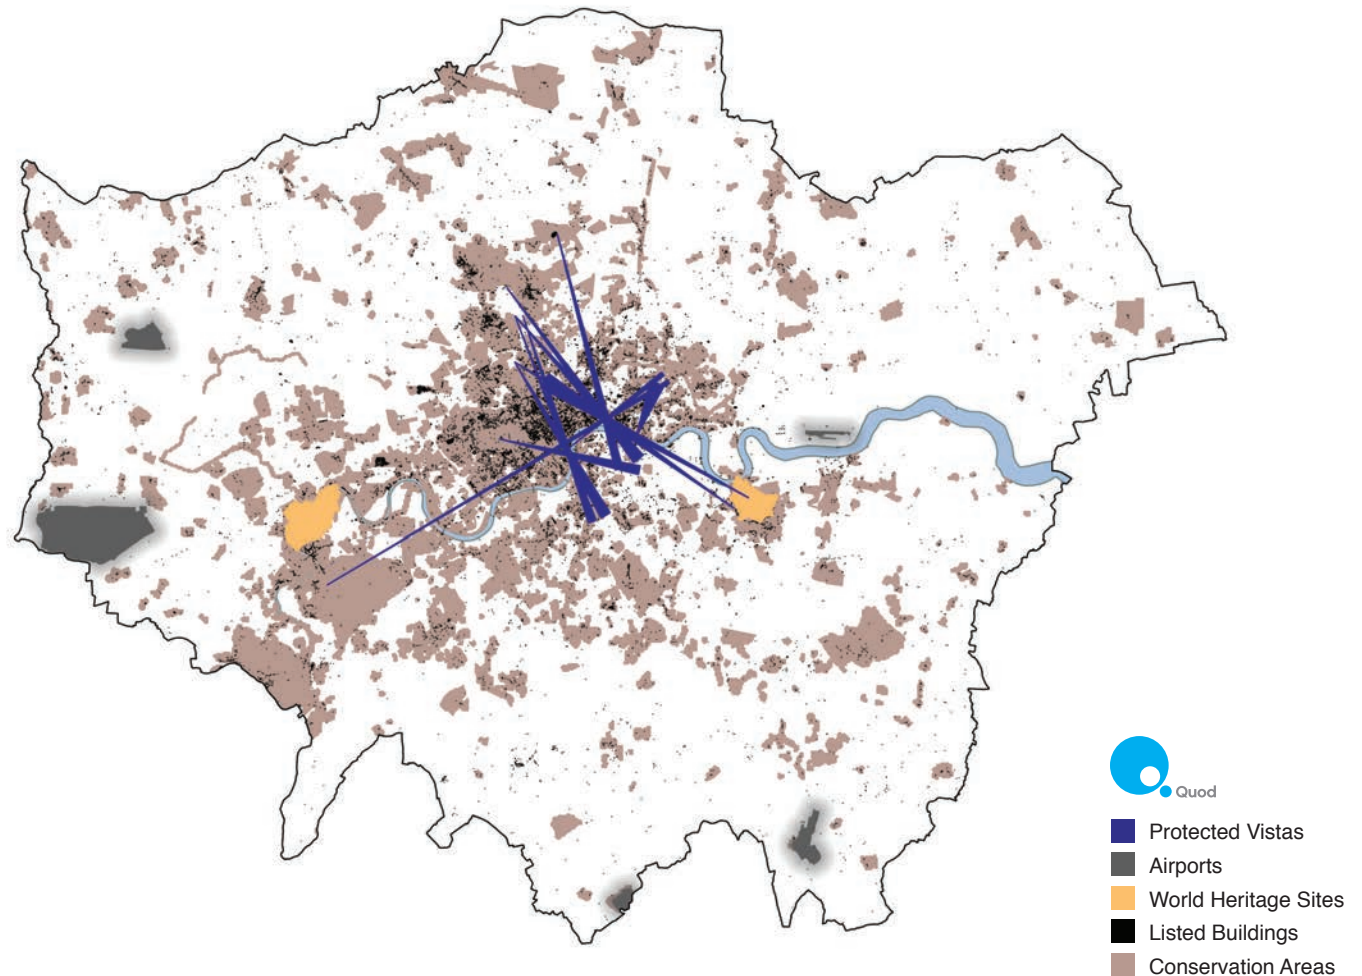 Quod
Protected Vistas
Airports
World Heritage Sites
Listed Buildings
Conservation Areas